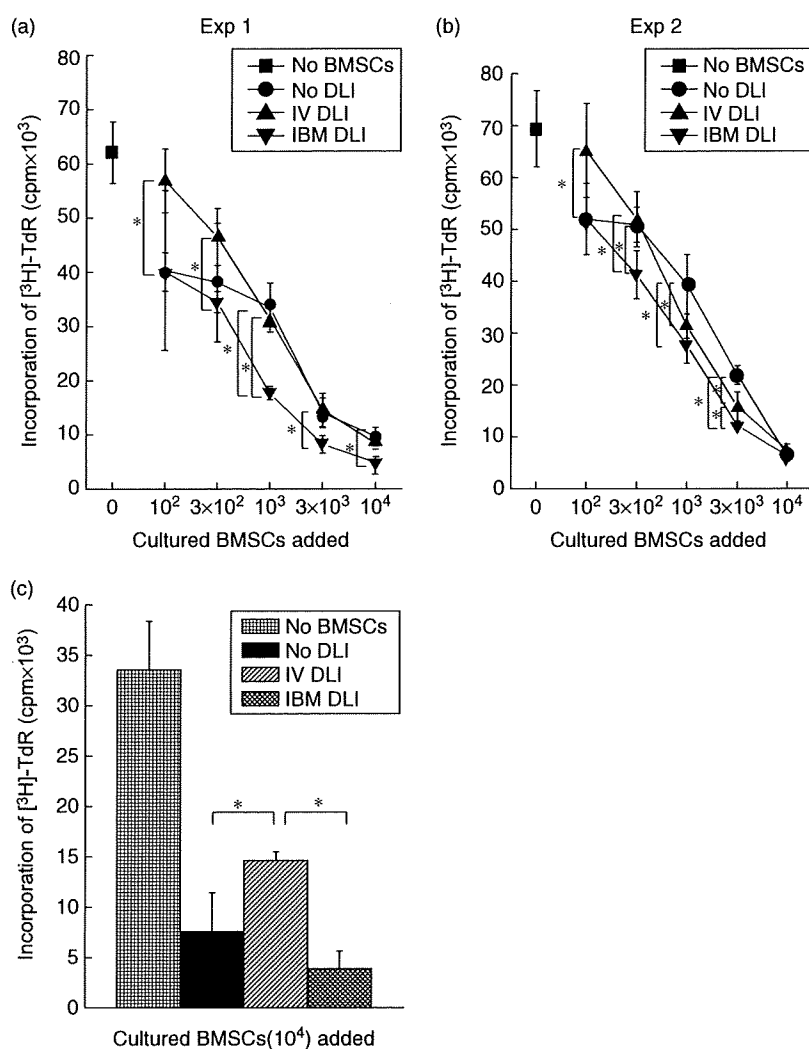 (a)
Exp 1
No BMSCs
No DLI
IV DLI
IBM DLI
Incorporation of [³H]-TdR (cpm×10³)
80
70
60
50
40
30
20
10
0
*
*
*
*
*
*
0 10² 3×10² 10³ 3×10³ 10⁴
Cultured BMSCs added
(b)
Exp 2
No BMSCs
No DLI
IV DLI
IBM DLI
Incorporation of [³H]-TdR (cpm×10³)
80
70
60
50
40
30
20
10
0
*
*
*
*
*
*
*
*
0 10² 3×10² 10³ 3×10³ 10⁴
Cultured BMSCs added
(c)
No BMSCs
No DLI
IV DLI
IBM DLI
Incorporation of [³H]-TdR (cpm×10³)
40
35
30
25
20
15
10
5
0
* *
Cultured BMSCs(10⁴) added